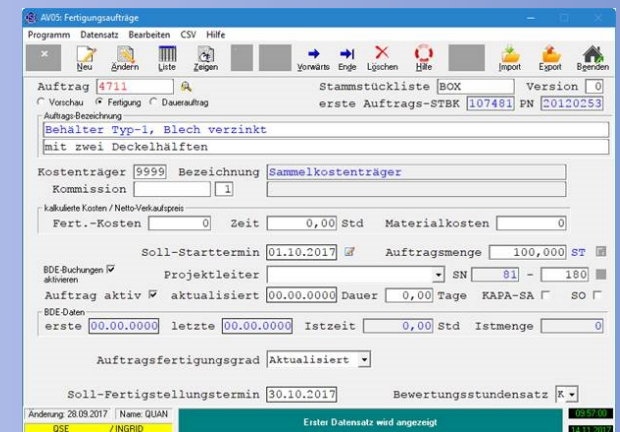 AV05: Fertigungsaufträge
Programm Datensatz Bearbeiten CSV Hilfe
Neu Ändern Liste Zeigen Vorwärts Ende Löschen Hilfe Import Export Beenden
Auftrag 4711 Stammstückliste BOX Version 0
Vorschau Fertigung Dauerauftrag erste Auftrags-STBK 107481 PN 20120253
Auftrags-Bezeichnung
Behälter Typ-1, Blech verzinkt
mit zwei Deckelhälften
Kostenträger 9999 Bezeichnung Sammelkostenträger
Kommission 1
kalkulierte Kosten / Netto-Verkaufspreis
Fert.-Kosten 0 Zeit 0,00 Std Materialkosten 0
Soll-Starttermin 01.10.2017 Auftragsmenge 100,000 ST
BDE-Buchungen aktivieren Projektleiter SN 81 - 180
Auftrag aktiv aktualisiert 00.00.0000 Dauer 0,00 Tage KAPA-SA SO
BDE-Daten
erste 00.00.0000 letzte 00.00.0000 Istzeit 0,00 Std Istmenge 0
Auftragsfertigungsgrad Aktualisiert
Soll-Fertigstellungstermin 30.10.2017 Bewertungsstundensatz K
Änderung: 28.09.2017 Name: QUAN 09:57:00
QSE / INGRID Erster Datensatz wird angezeigt 14.11.2017